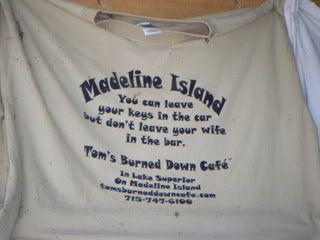 Madeline Island
You can leave
your keys in the car
but don't leave your wife
in the bar.
Tom's Burned Down Café™
In Lake Superior
On Madeline Island
tomsburneddowncafe.com
715-747-6100